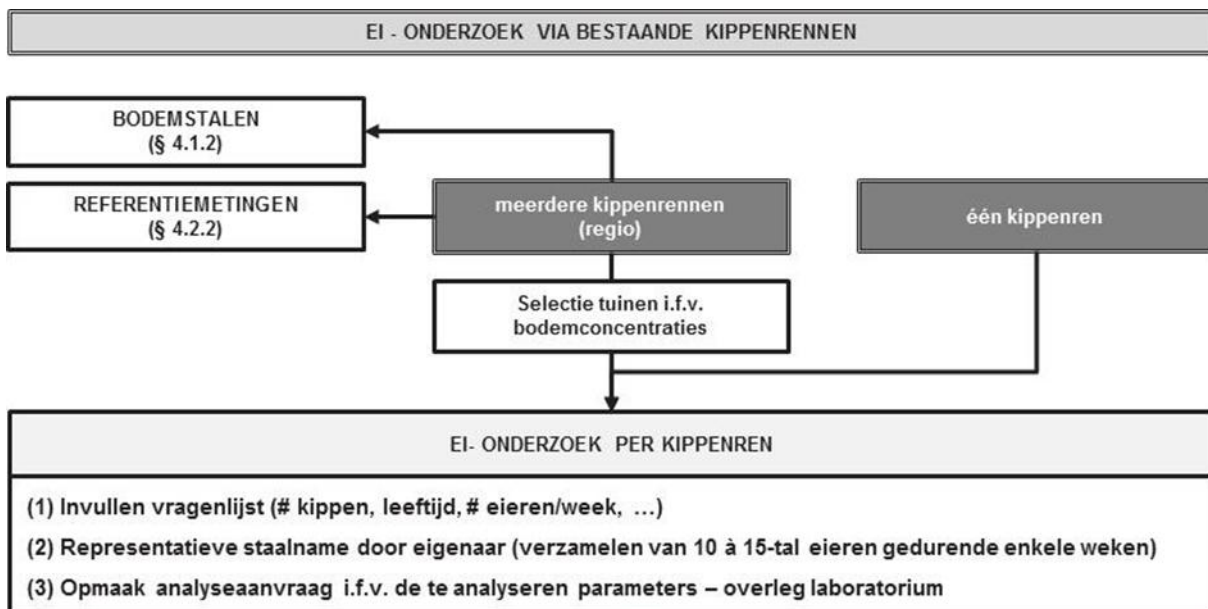 EI - ONDERZOEK VIA BESTAANDE KIPPENRENNEN
BODEMSTALEN
(§ 4.1.2)
REFERENTIEMETINGEN
(§ 4.2.2)
meerdere kippenrennen
(regio)
één kippenren
Selectie tuinen i.f.v.
bodemconcentraties
EI- ONDERZOEK PER KIPPENREN
(1) Invullen vragenlijst (# kippen, leeftijd, # eieren/week, ...)
(2) Representatieve staalname door eigenaar (verzamelen van 10 à 15-tal eieren gedurende enkele weken)
(3) Opmaak analyseaanvraag i.f.v. de te analyseren parameters – overleg laboratorium